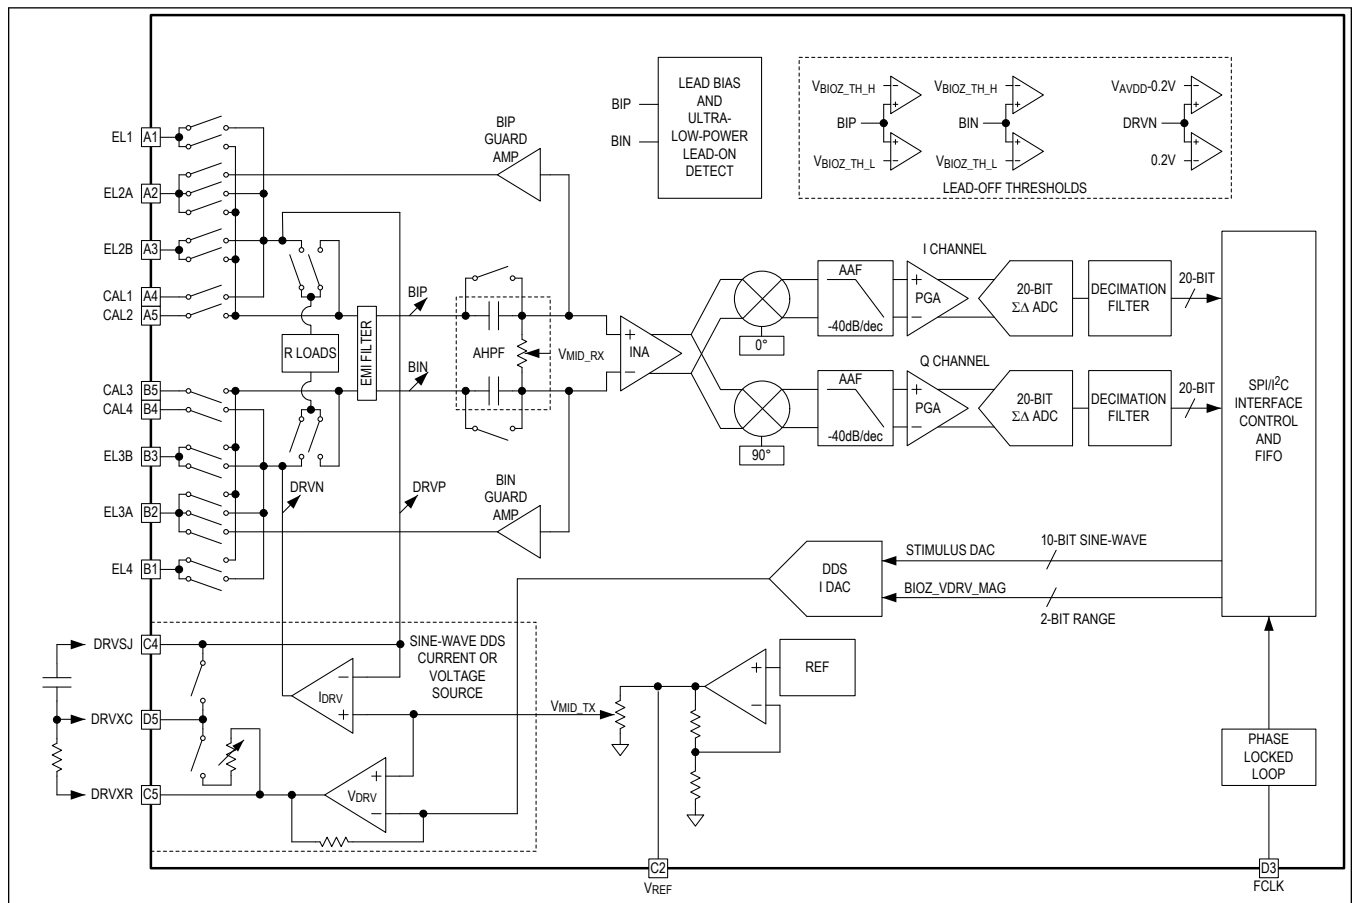 LEAD BIAS
AND
ULTRA-
LOW-POWER
LEAD-ON
DETECT
BIP
BIN
VBIOZ_TH_H
BIP
VBIOZ_TH_L
VBIOZ_TH_H
BIN
VBIOZ_TH_L
VAVDD-0.2V
DRVN
0.2V
LEAD-OFF THRESHOLDS
EL1 A1
EL2A A2
EL2B A3
CAL1 A4
CAL2 A5
CAL3 B5
CAL4 B4
EL3B B3
EL3A B2
EL4 B1
BIP
GUARD
AMP
R LOADS
EMI FILTER
BIP
BIN
AHPF
VMID_RX
+
INA
−
DRVN
DRVP
BIN
GUARD
AMP
I CHANNEL
0°
AAF
-40dB/dec
+
PGA
−
20-BIT
ΣΔ ADC
DECIMATION
FILTER
20-BIT
Q CHANNEL
90°
AAF
-40dB/dec
+
PGA
−
20-BIT
ΣΔ ADC
DECIMATION
FILTER
20-BIT
SPI/I2C
INTERFACE
CONTROL
AND
FIFO
DDS
I DAC
STIMULUS DAC
10-BIT SINE-WAVE
BIOZ_VDRV_MAG
2-BIT RANGE
DRVSJ C4
DRVXC D5
DRVXR C5
SINE-WAVE DDS
CURRENT OR
VOLTAGE
SOURCE
−
IDRV
+
+
VDRV
−
VMID_TX
+
−
REF
PHASE
LOCKED
LOOP
C2
VREF
D3
FCLK